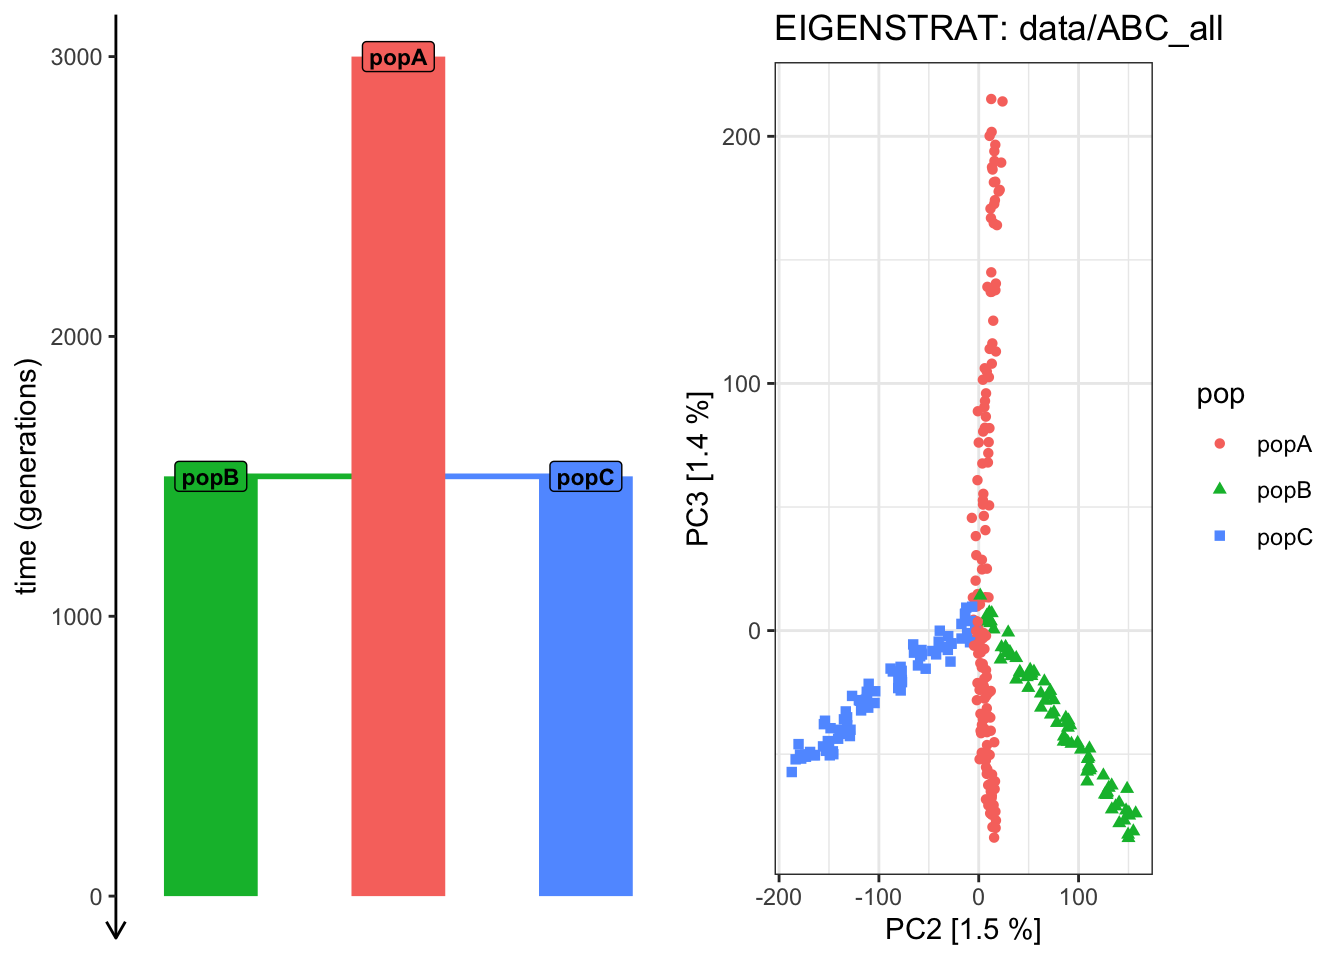 time (generations)
3000
2000
1000
0
popA
popB
popC
EIGENSTRAT: data/ABC_all
PC3 [1.4 %]
200
100
0
-200
-100
0
100
PC2 [1.5 %]
pop
popA
popB
popC